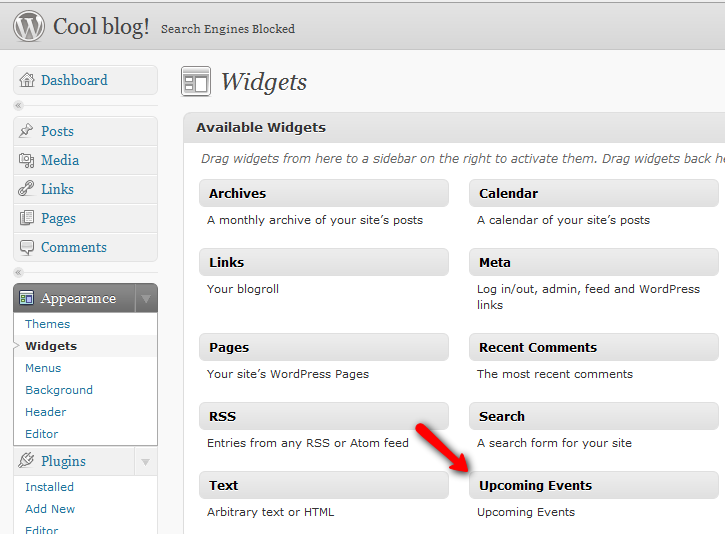 Cool blog! Search Engines Blocked
Dashboard
Posts
Media
Links
Pages
Comments
Appearance
Themes
Widgets
Menus
Background
Header
Editor
Plugins
Installed
Add New
Editor
Widgets
Available Widgets
Drag widgets from here to a sidebar on the right to activate them. Drag widgets back
Archives
A monthly archive of your site's posts
Calendar
A calendar of your site's posts
Links
Your blogroll
Meta
Log in/out, admin, feed and WordPress
links
Pages
Your site's WordPress Pages
Recent Comments
The most recent comments
RSS
Entries from any RSS or Atom feed
Search
A search form for your site
Text
Arbitrary text or HTML
Upcoming Events
Upcoming Events